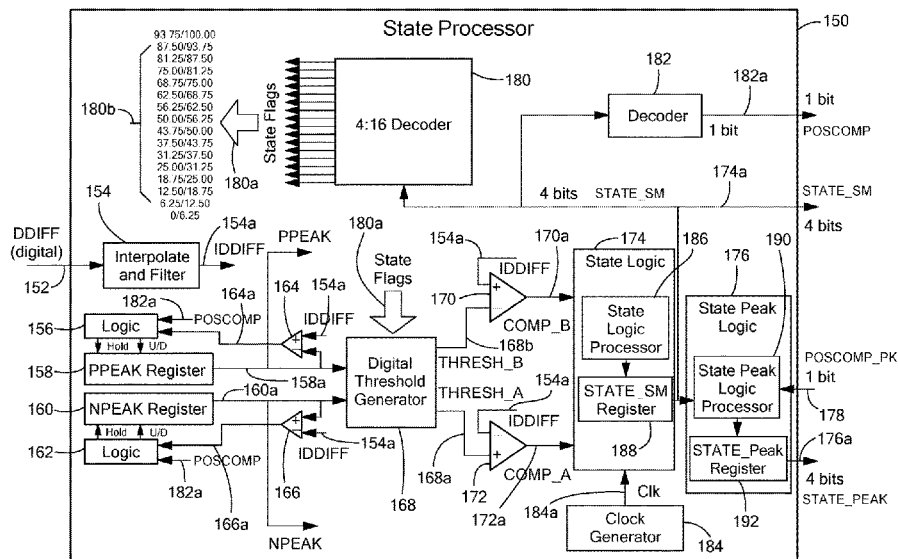 State Processor
150
93.75/100.00
87.50/93.75
81.25/87.50
75.00/81.25
68.75/75.00
62.50/68.75
56.25/62.50
50.00/56.25
43.75/50.00
37.50/43.75
31.25/37.50
25.00/31.25
18.75/25.00
12.50/18.75
6.25/12.50
0/6.25
180b
180a
State Flags
4:16 Decoder
180
182
Decoder
182a
1 bit
1 bit
POSCOMP
4 bits
STATE_SM
174a
STATE_SM
4 bits
DDIFF
(digital)
152
154
Interpolate
and Filter
154a
IDDIFF
PPEAK
180a
State
Flags
156
Logic
182a
POSCOMP
164a
164
154a
IDDIFF
Hold
U/D
158
PPEAK Register
158a
160
NPEAK Register
160a
Hold
U/D
162
Logic
POSCOMP
182a
166a
166
IDDIFF
154a
NPEAK
Digital
Threshold
Generator
168
THRESH_B
168b
THRESH_A
168a
154a
IDDIFF
170
170a
COMP_B
154a
IDDIFF
172
COMP_A
172a
174
State Logic
186
State
Logic
Processor
STATE_SM
Register
188
Clk
184a
Clock
Generator
184
176
190
State Peak
Logic
State Peak
Logic
Processor
STATE_Peak
Register
192
POSCOMP_PK
1 bit
178
176a
4 bits
STATE_PEAK